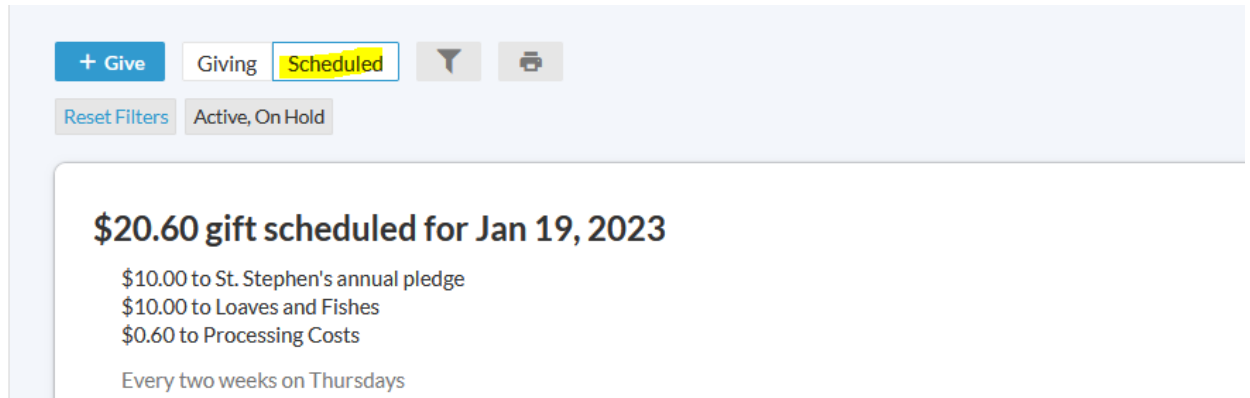 + Give Giving Scheduled
Reset Filters Active, On Hold
$20.60 gift scheduled for Jan 19, 2023
$10.00 to St. Stephen's annual pledge
$10.00 to Loaves and Fishes
$0.60 to Processing Costs
Every two weeks on Thursdays